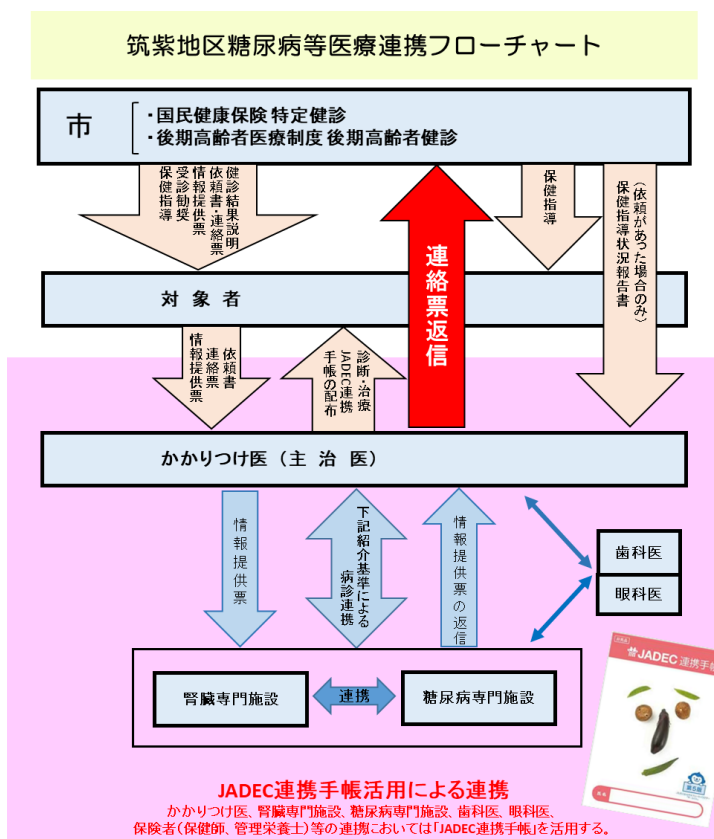 筑紫地区糖尿病等医療連携フローチャート
市
・国民健康保険 特定健診
・後期高齢者医療制度 後期高齢者健診
健診結果説明
依頼書・連絡票
情報提供票
受診勧奨
保健指導
連絡票返信
保健指導
（依頼があった場合のみ）
保健指導状況報告書
対 象 者
依頼書
連絡票
情報提供票
診断・治療
JADEC連携
手帳の配布
かかりつけ医（主 治 医）
情報提供票
下記紹介基準による
病診連携
情報提供票の返信
歯科医
眼科医
腎臓専門施設
連携
糖尿病専門施設
JADEC 連携手帳
第5版
氏名
JADEC連携手帳活用による連携
かかりつけ医、腎臓専門施設、糖尿病専門施設、歯科医、眼科医、
保険者（保健師、管理栄養士）等の連携においては「JADEC連携手帳」を活用する。